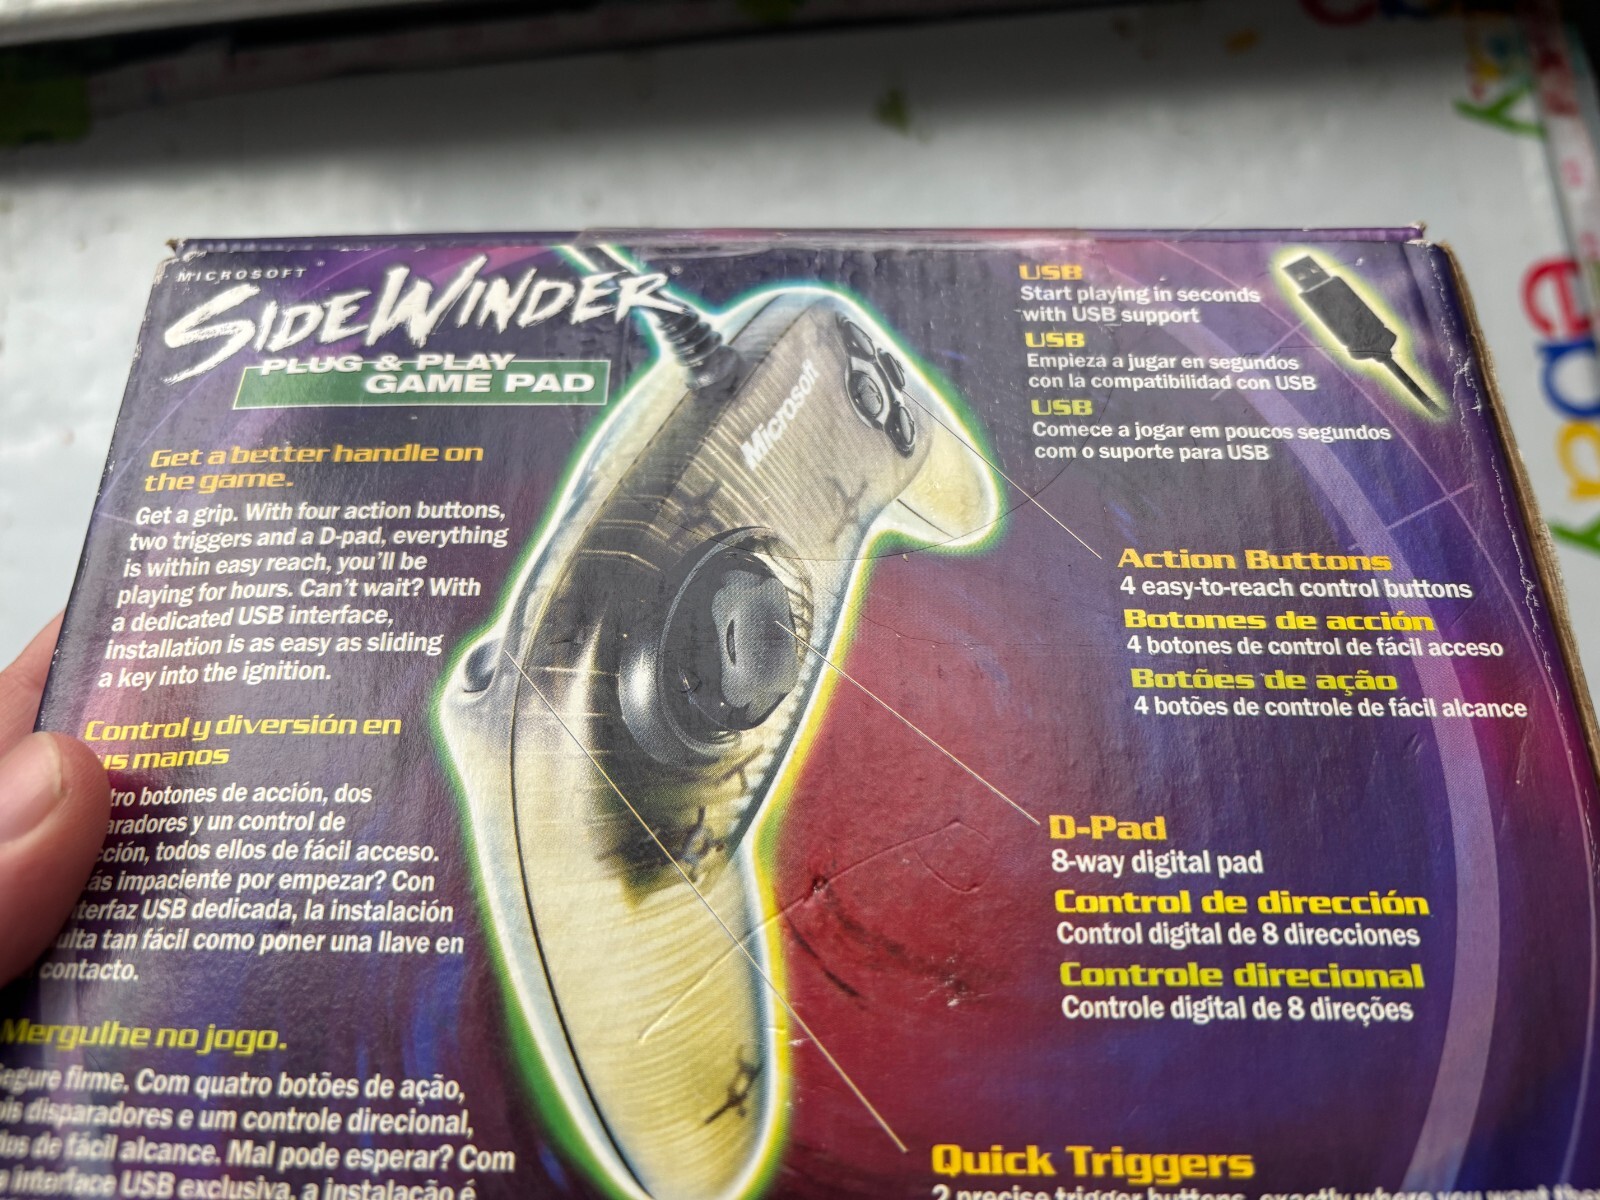 MICROSOFT
SIDEWINDER
PLUG & PLAY
GAME PAD
Get a better handle on
the game.
Get a grip. With four action buttons,
two triggers and a D-pad, everything
is within easy reach, you'll be
playing for hours. Can't wait? With
a dedicated USB interface,
installation is as easy as sliding
a key into the ignition.
Control y diversión en
manos
botones de acción, dos
y un control de
todos ellos de fácil acceso.
impaciente por empezar? Con
USB dedicada, la instalación
tan fácil como poner una llave en
contacto.
Mergulhe no jogo.
firme. Com quatro botões de ação,
disparadores e um controle direcional,
de fácil alcance. Mal pode esperar? Com
interface USB exclusiva, a instalação é
Microsoft
USB
Start playing in seconds
with USB support
USB
Empieza a jugar en segundos
con la compatibilidad con USB
USB
Comece a jogar em poucos segundos
com o suporte para USB
Action Buttons
4 easy-to-reach control buttons
Botones de acción
4 botones de control de fácil acceso
Botões de ação
4 botões de controle de fácil alcance
D-Pad
8-way digital pad
Control de dirección
Control digital de 8 direcciones
Controle direcional
Controle digital de 8 direções
Quick Triggers
2 precise trigger buttons, exactly where you want